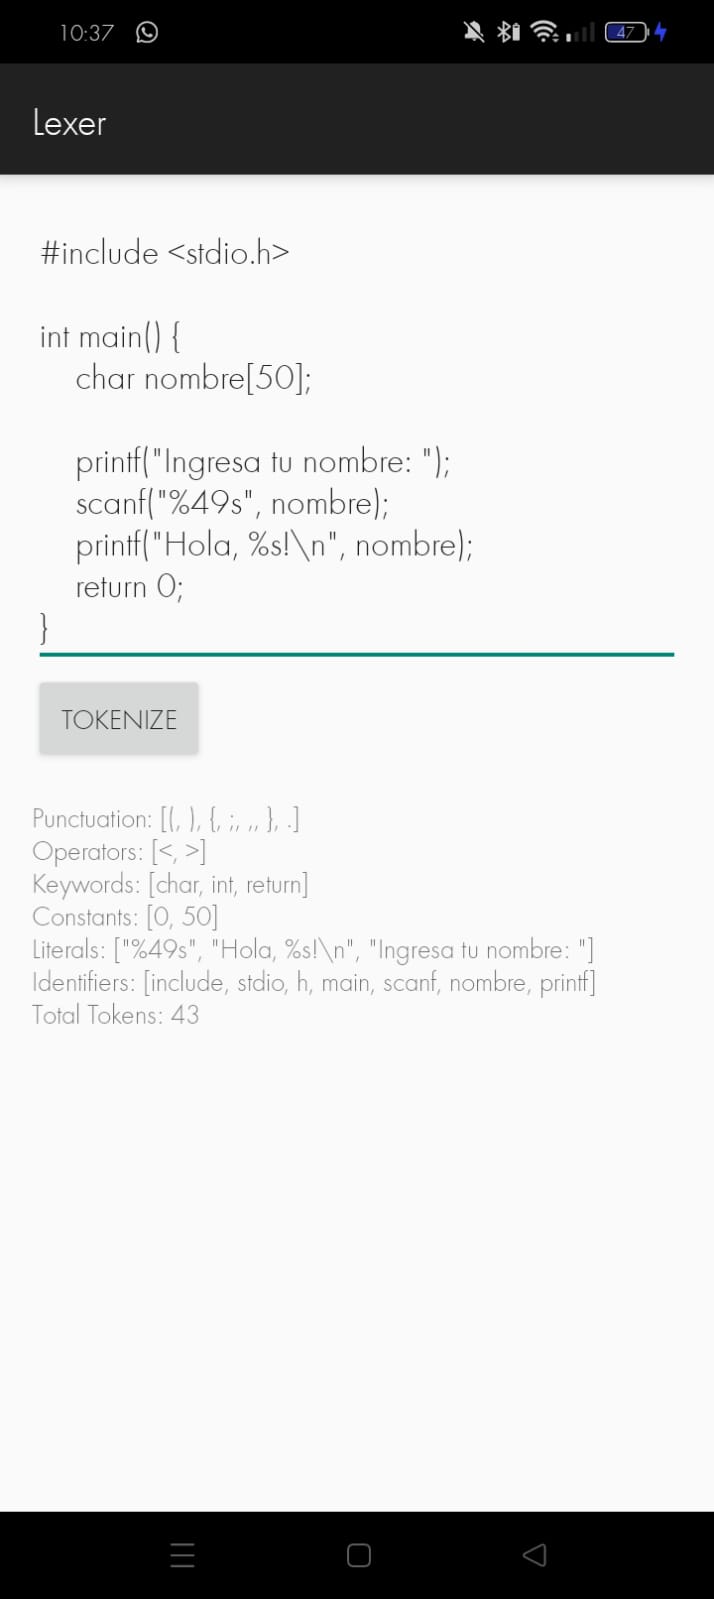 10:37 47
Lexer
#include <stdio.h>
int main() {
char nombre[50];
printf("Ingresa tu nombre: ");
scanf("%49s", nombre);
printf("Hola, %s!\n", nombre);
return 0;
}
TOKENIZE
Punctuation: [(, ), {, ;, ,, }, .]
Operators: [<, >]
Keywords: [char, int, return]
Constants: [0, 50]
Literals: ["%49s", "Hola, %s!\n", "Ingresa tu nombre: "]
Identifiers: [include, stdio, h, main, scanf, nombre, printf]
Total Tokens: 43